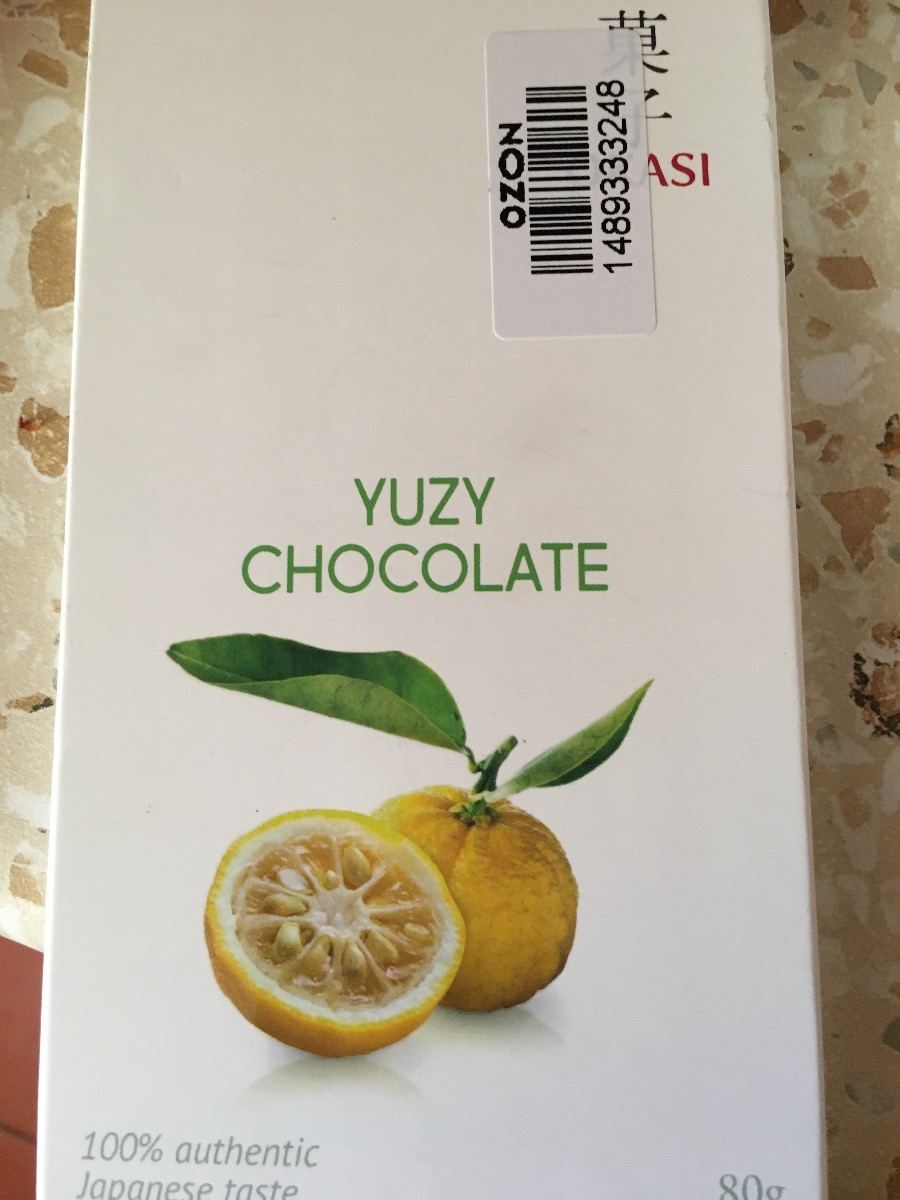 OZON
1489333248
ASI
YUZY
CHOCOLATE
100% authentic
Japanese taste
80g